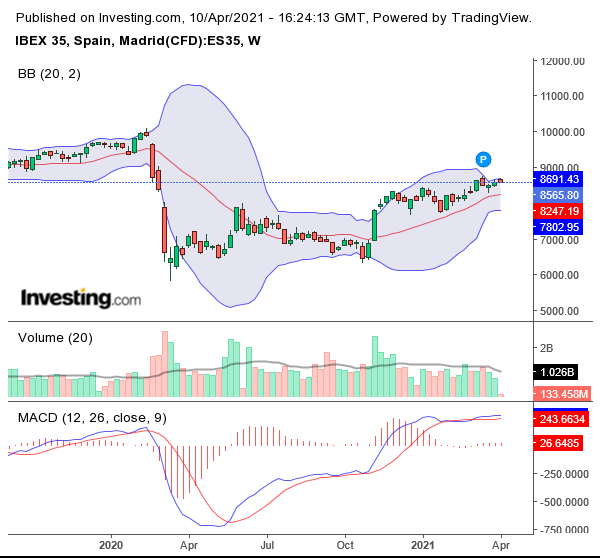 Published on Investing.com, 10/Apr/2021 - 16:24:13 GMT, Powered by TradingView.
IBEX 35, Spain, Madrid(CFD):ES35, W
BB (20, 2)
12000.00
11000.00
10000.00
P
9000.00
8691.43
8565.80
8247.19
7802.95
7000.00
6000.00
Investing.com
5000.00
Volume (20)
2B
1.026B
133.458M
MACD (12, 26, close, 9)
243.6634
26.6485
-250.0000
-500.0000
-750.0000
2020 Apr Jul Oct 2021 Apr